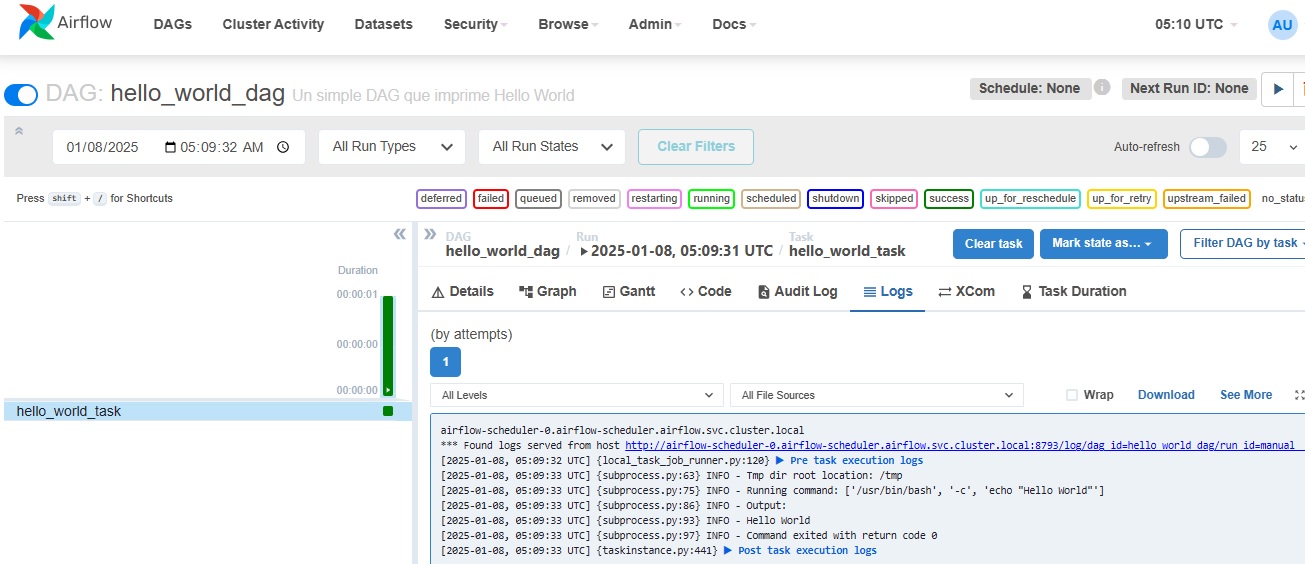 Airflow DAGs Cluster Activity Datasets Security Browse Admin Docs 05:10 UTC AU
DAG: hello_world_dag Un simple DAG que imprime Hello World Schedule: None i Next Run ID: None
01/08/2025 05:09:32 AM All Run Types All Run States Clear Filters Auto-refresh 25
Press shift + / for Shortcuts deferred failed queued removed restarting running scheduled shutdown skipped success up_for_reschedule up_for_retry upstream_failed no_status
DAG Run Task
hello_world_dag / 2025-01-08, 05:09:31 UTC / hello_world_task Clear task Mark state as... Filter DAG by task
Duration
00:00:01
00:00:00
00:00:00
hello_world_task
Details Graph Gantt Code Audit Log Logs XCom Task Duration
(by attempts)
1
All Levels All File Sources Wrap Download See More
airflow-scheduler-0.airflow-scheduler.airflow.svc.cluster.local
*** Found logs served from host http://airflow-scheduler-0.airflow-scheduler.airflow.svc.cluster.local:8793/log/dag_id=hello_world_dag/run_id=manual_
[2025-01-08, 05:09:32 UTC] {local_task_job_runner.py:120} ▶ Pre task execution logs
[2025-01-08, 05:09:33 UTC] {subprocess.py:63} INFO - Tmp dir root location: /tmp
[2025-01-08, 05:09:33 UTC] {subprocess.py:75} INFO - Running command: ['/usr/bin/bash', '-c', 'echo "Hello World"']
[2025-01-08, 05:09:33 UTC] {subprocess.py:86} INFO - Output:
[2025-01-08, 05:09:33 UTC] {subprocess.py:93} INFO - Hello World
[2025-01-08, 05:09:33 UTC] {subprocess.py:97} INFO - Command exited with return code 0
[2025-01-08, 05:09:33 UTC] {taskinstance.py:441} ▶ Post task execution logs